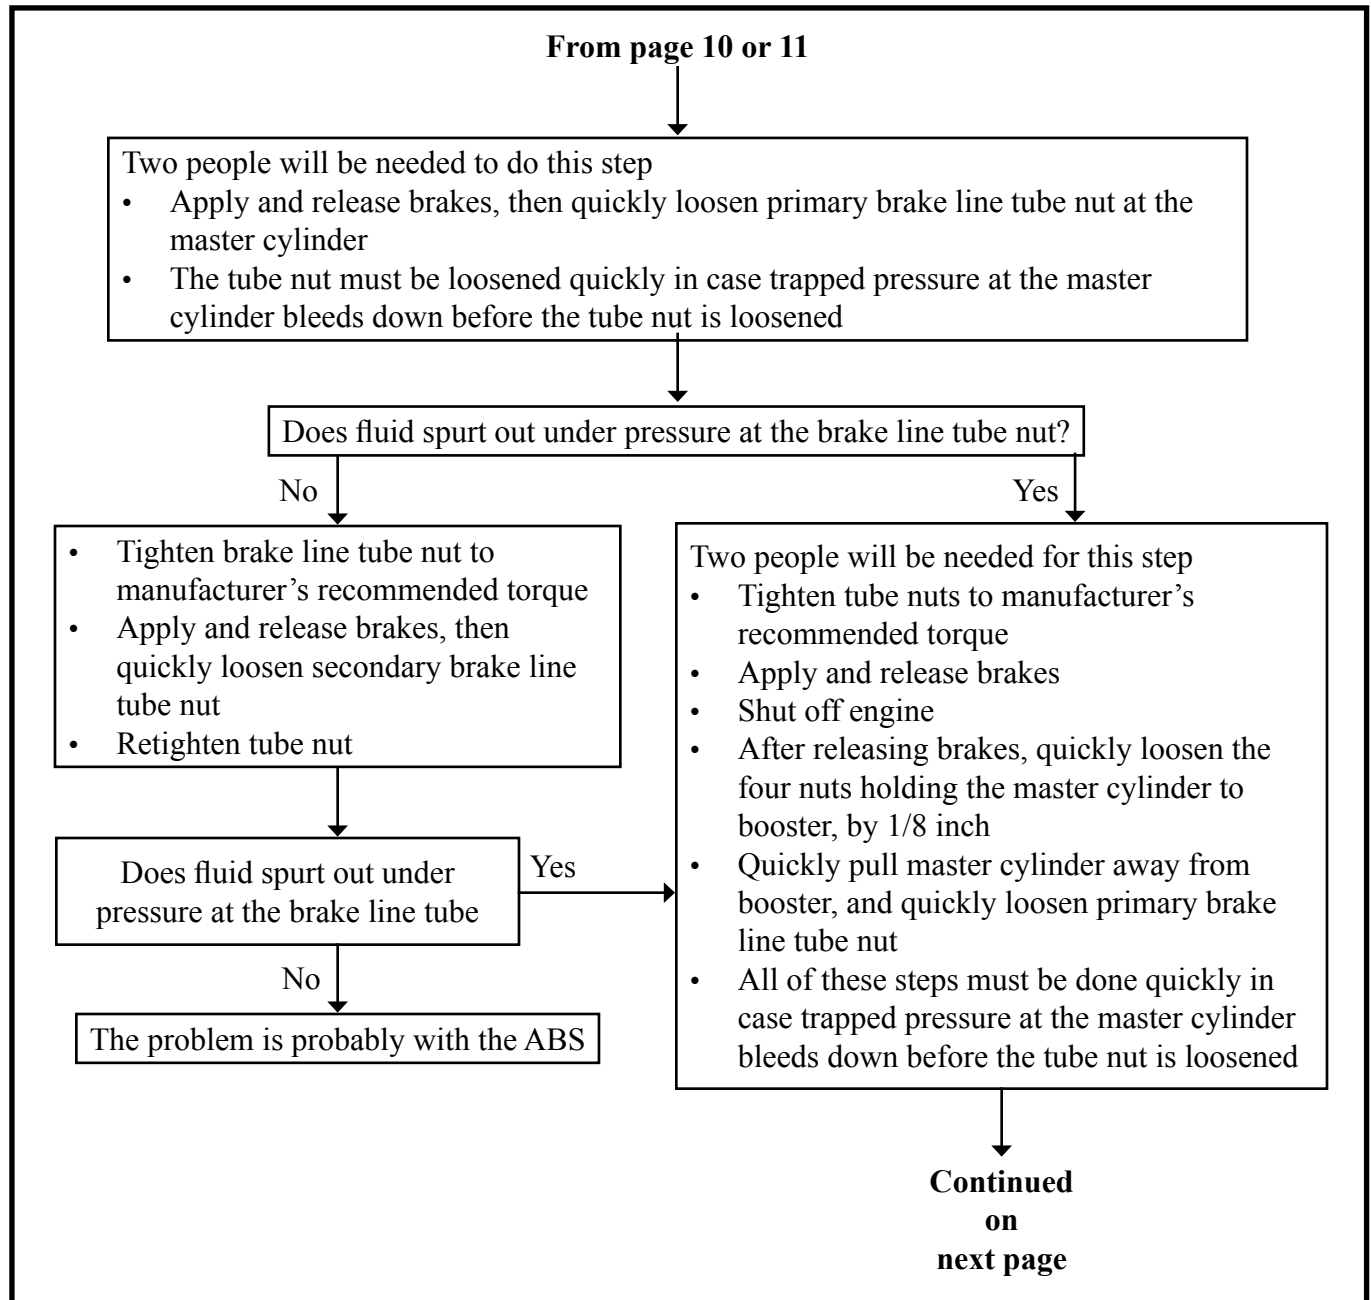 From page 10 or 11
Two people will be needed to do this step
• Apply and release brakes, then quickly loosen primary brake line tube nut at the
master cylinder
• The tube nut must be loosened quickly in case trapped pressure at the master
cylinder bleeds down before the tube nut is loosened
Does fluid spurt out under pressure at the brake line tube nut?
No
Yes
• Tighten brake line tube nut to
manufacturer’s recommended torque
• Apply and release brakes, then
quickly loosen secondary brake line
tube nut
• Retighten tube nut
Does fluid spurt out under
pressure at the brake line tube
Yes
No
The problem is probably with the ABS
Two people will be needed for this step
• Tighten tube nuts to manufacturer’s
recommended torque
• Apply and release brakes
• Shut off engine
• After releasing brakes, quickly loosen the
four nuts holding the master cylinder to
booster, by 1/8 inch
• Quickly pull master cylinder away from
booster, and quickly loosen primary brake
line tube nut
• All of these steps must be done quickly in
case trapped pressure at the master cylinder
bleeds down before the tube nut is loosened
Continued
on
next page